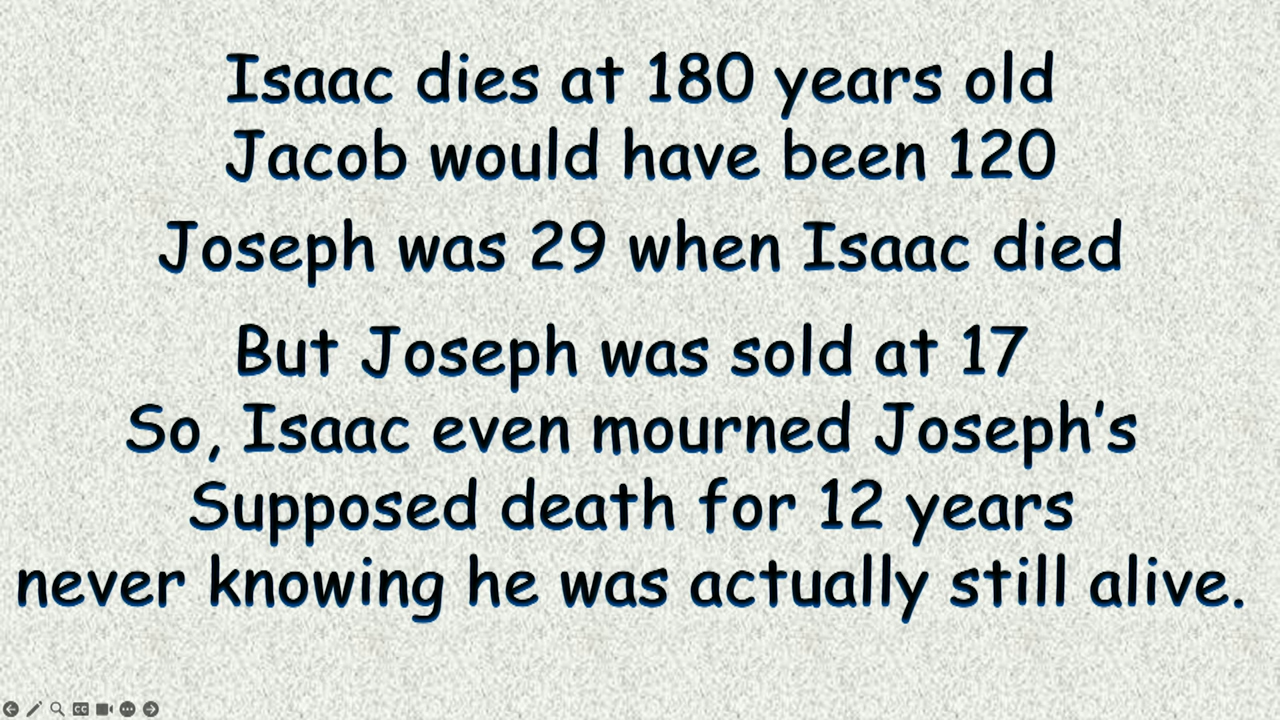 Isaac dies at 180 years old
Jacob would have been 120
Joseph was 29 when Isaac died
But Joseph was sold at 17
So, Isaac even mourned Joseph’s
Supposed death for 12 years
never knowing he was actually still alive.
CC